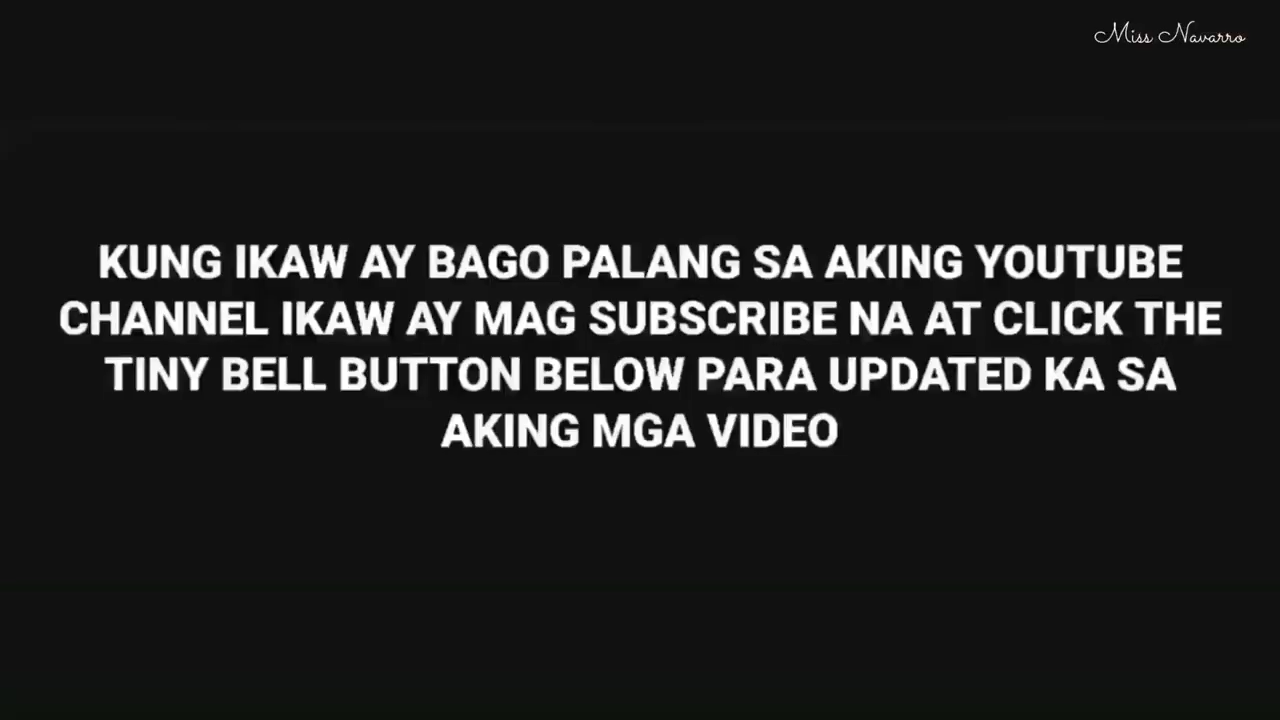 Miss Navarro
KUNG IKAW AY BAGO PALANG SA AKING YOUTUBE
CHANNEL IKAW AY MAG SUBSCRIBE NA AT CLICK THE
TINY BELL BUTTON BELOW PARA UPDATED KA SA
AKING MGA VIDEO